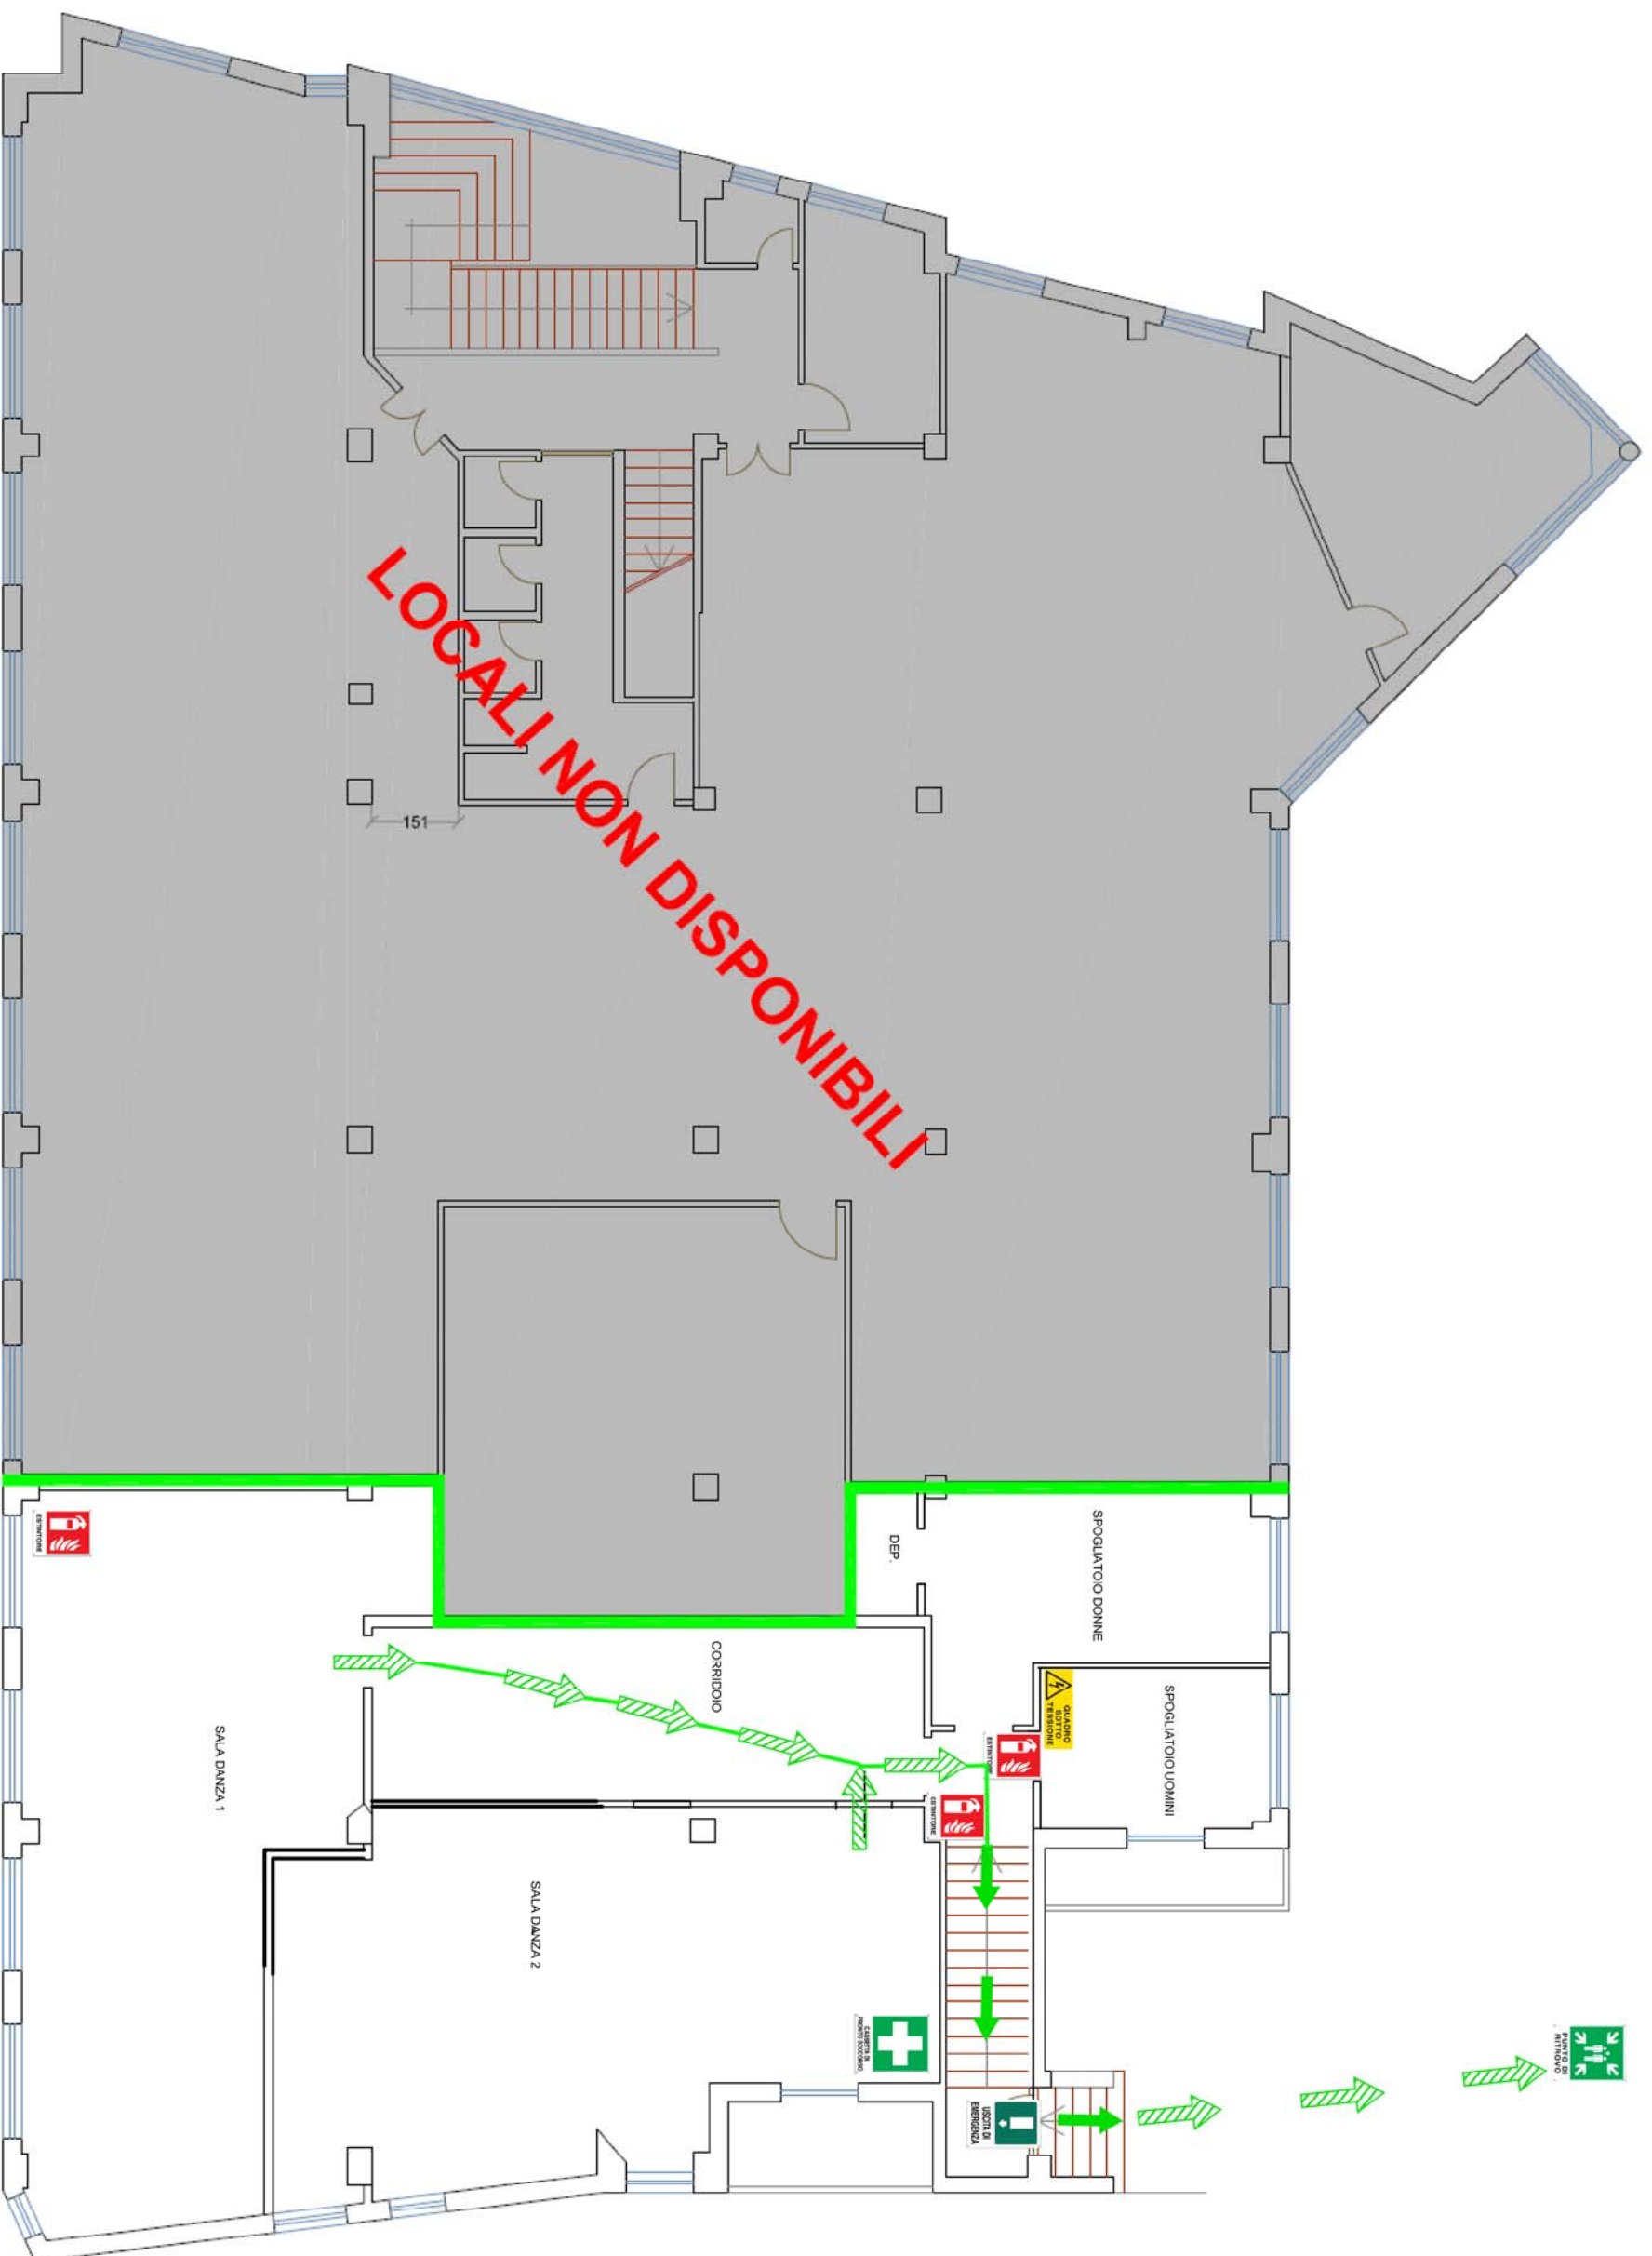 LOCALI NON DISPONIBILI
151
ESTINTORE
DEP.
SPOGLIATOIO DONNE
CORRIDOIO
SPOGLIATOIO UOMINI
QUADRO
SOTTO
TENSIONE
ESTINTORE
ESTINTORE
SALA DANZA 1
SALA DANZA 2
CASSETTA DI
PRONTO SOCCORSO
USCITA DI
EMERGENZA
PUNTO DI
RITROVO